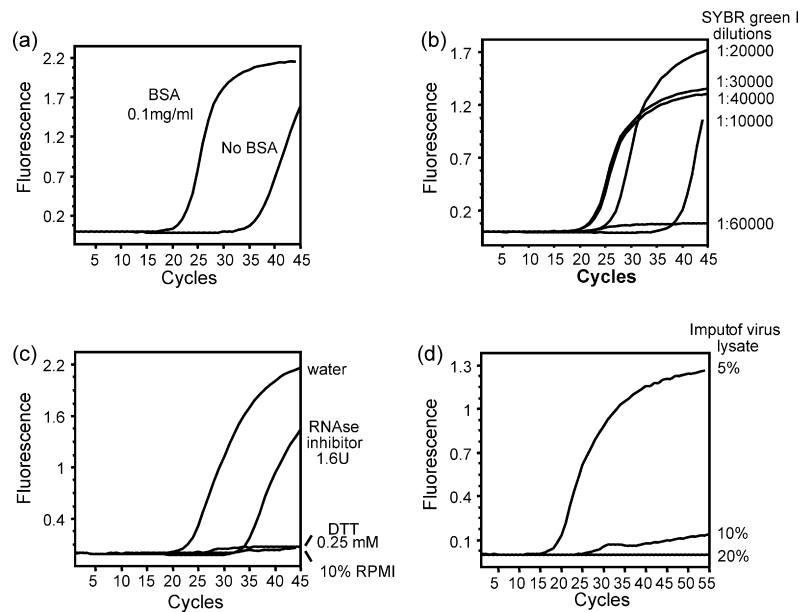 (a)
2.2
1.7
1.2
0.7
0.2
Fluorescence
BSA
0.1mg/ml
No BSA
5 10 15 20 25 30 35 40 45
Cycles
(b)
SYBR green I
dilutions
1.7
1.2
0.7
0.2
Fluorescence
1:20000
1:30000
1:40000
1:10000
1:60000
5 10 15 20 25 30 35 40 45
Cycles
(c)
2.2
1.6
1
0.4
Fluorescence
water
RNAse
inhibitor
1.6U
DTT
0.25 mM
10% RPMI
5 10 15 20 25 30 35 40 45
Cycles
(d)
Imputof virus
lysate
1.3
1
0.7
0.4
0.1
Fluorescence
5%
10%
20%
5 10 15 20 25 30 35 40 45 50 55
Cycles